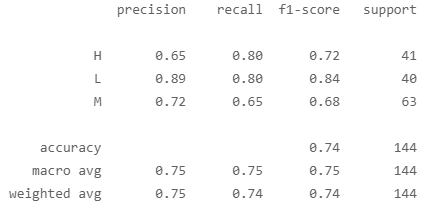 precision recall f1-score support
H 0.65 0.80 0.72 41
L 0.89 0.80 0.84 40
M 0.72 0.65 0.68 63
accuracy 0.74 144
macro avg 0.75 0.75 0.75 144
weighted avg 0.75 0.74 0.74 144